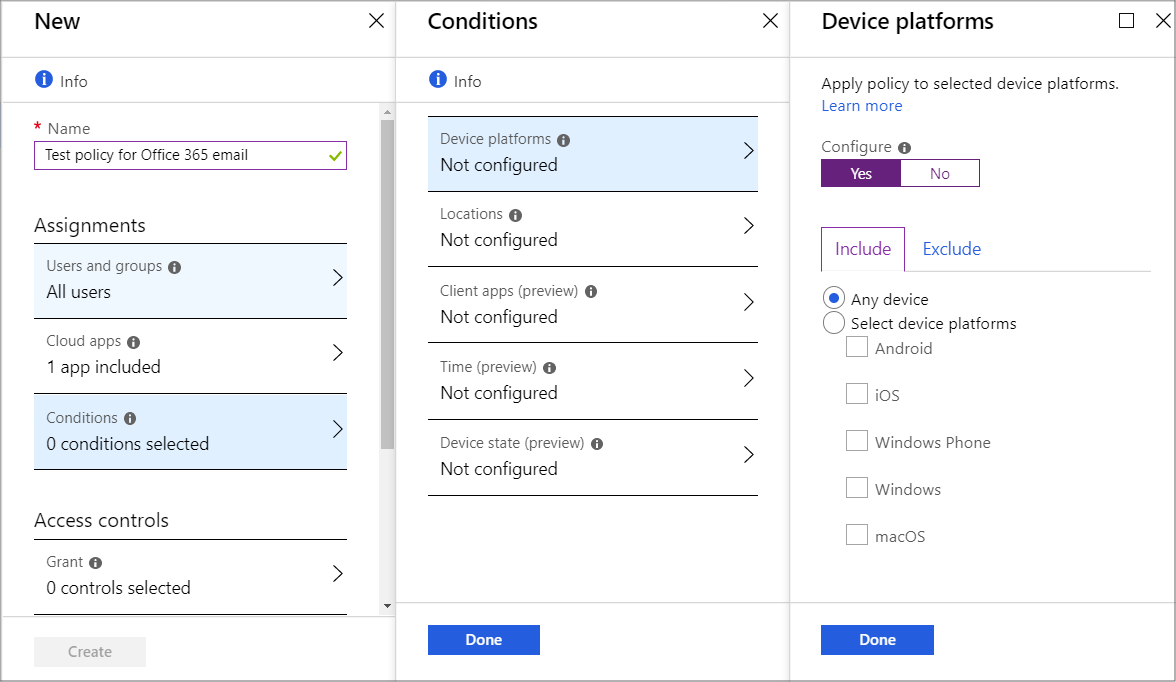 New
Info
* Name
Test policy for Office 365 email
Assignments
Users and groups
All users
Cloud apps
1 app included
Conditions
0 conditions selected
Access controls
Grant
0 controls selected
Create
Conditions
Info
Device platforms
Not configured
Locations
Not configured
Client apps (preview)
Not configured
Time (preview)
Not configured
Device state (preview)
Not configured
Done
Device platforms
Apply policy to selected device platforms.
Learn more
Configure
Yes No
Include Exclude
Any device
Select device platforms
Android
iOS
Windows Phone
Windows
macOS
Done